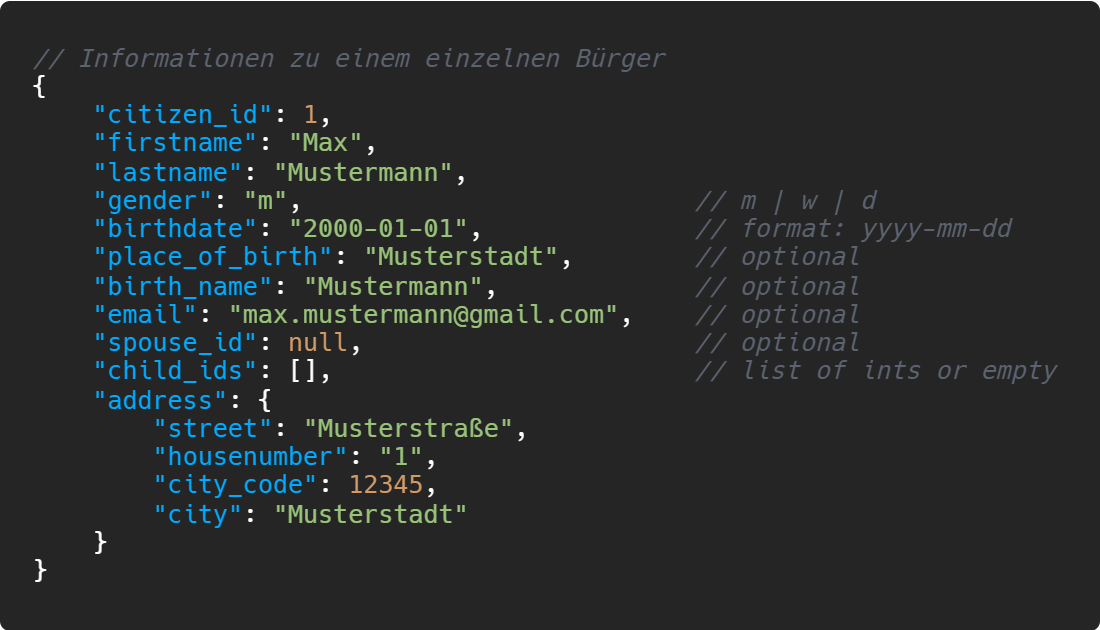 // Informationen zu einem einzelnen Bürger
{
    "citizen_id": 1,
    "firstname": "Max",
    "lastname": "Mustermann",
    "gender": "m",                          // m | w | d
    "birthdate": "2000-01-01",              // format: yyyy-mm-dd
    "place_of_birth": "Musterstadt",        // optional
    "birth_name": "Mustermann",             // optional
    "email": "max.mustermann@gmail.com",    // optional
    "spouse_id": null,                      // optional
    "child_ids": [],                        // list of ints or empty
    "address": {
        "street": "Musterstraße",
        "housenumber": "1",
        "city_code": 12345,
        "city": "Musterstadt"
    }
}